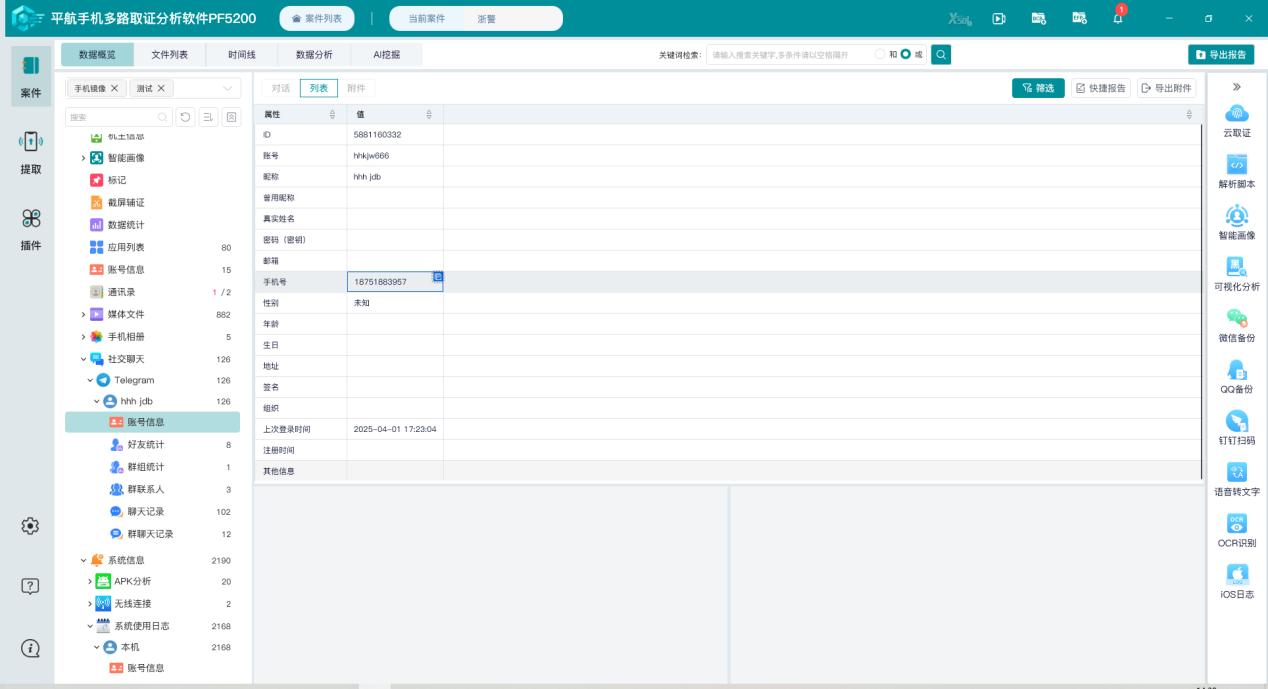 平航手机多路取证分析软件PF5200
案件列表
当前案件 浙警
1
数据概览 文件列表 时间线 数据分析 AI挖掘
关键词检索: 请输入搜索关键字,多条件请以空格隔开 和 或
导出报告
案件
提取
插件
手机镜像 测试
搜索
机主信息
智能画像
标记
截屏辅证
数据统计
应用列表 80
账号信息 15
通讯录 1 / 2
媒体文件 882
手机相册 5
社交聊天 126
Telegram 126
hhh jdb 126
账号信息
好友统计 8
群组统计 1
群联系人 3
聊天记录 102
群聊天记录 12
系统信息 2190
APK分析 20
无线连接 2
系统使用日志 2168
本机 2168
账号信息
对话 列表 附件
筛选 快捷报告 导出附件
属性 值
ID 5881160332
账号 hhkjw666
昵称 hhh jdb
曾用昵称
真实姓名
密码（密钥）
邮箱
手机号 18751883957
性别 未知
年龄
生日
地址
签名
组织
上次登录时间 2025-04-01 17:23:04
注册时间
其他信息
云取证
解析脚本
智能画像
可视化分析
微信备份
QQ备份
钉钉扫码
语音转文字
OCR识别
iOS日志